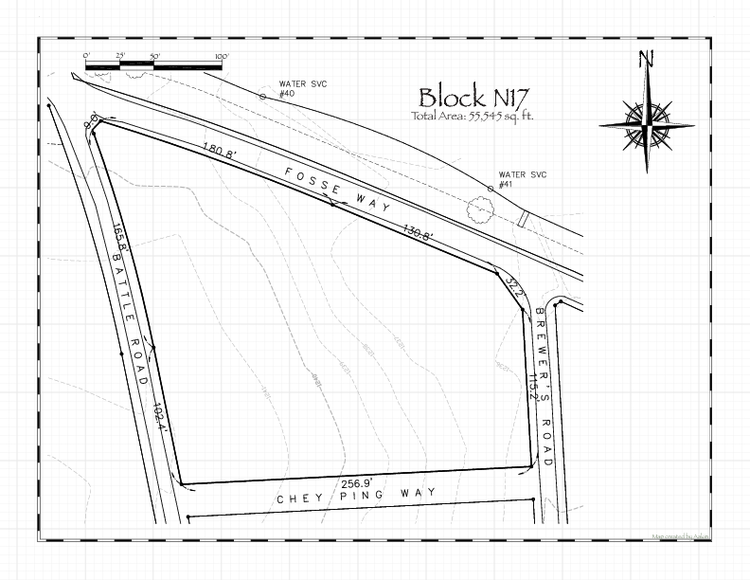 0' 25' 50' 100'
N
WATER SVC
#40
Block N17
Total Area: 55,545 sq. ft.
WATER SVC
#41
180.8'
FOSSE WAY
130.8'
32.2'
165.8'
BATTLE ROAD
102.4'
BREWER'S ROAD
115.2'
256.9'
CHEY PING WAY